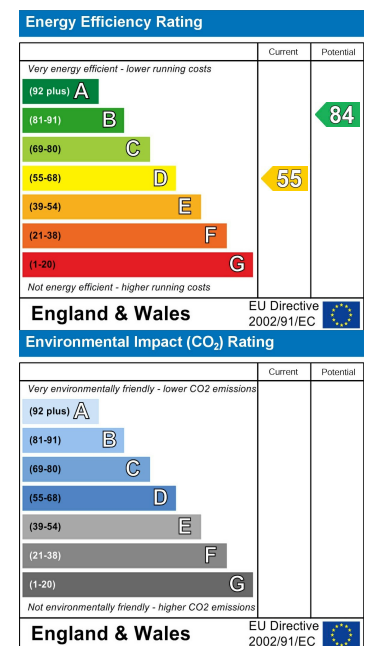 Energy Efficiency Rating
Current Potential
Very energy efficient - lower running costs
(92 plus) A
(81-91) B
84
(69-80) C
(55-68) D
55
(39-54) E
(21-38) F
(1-20) G
Not energy efficient - higher running costs
England & Wales
EU Directive
2002/91/EC
Environmental Impact (CO₂) Rating
Current Potential
Very environmentally friendly - lower CO2 emissions
(92 plus) A
(81-91) B
(69-80) C
(55-68) D
(39-54) E
(21-38) F
(1-20) G
Not environmentally friendly - higher CO2 emissions
England & Wales
EU Directive
2002/91/EC